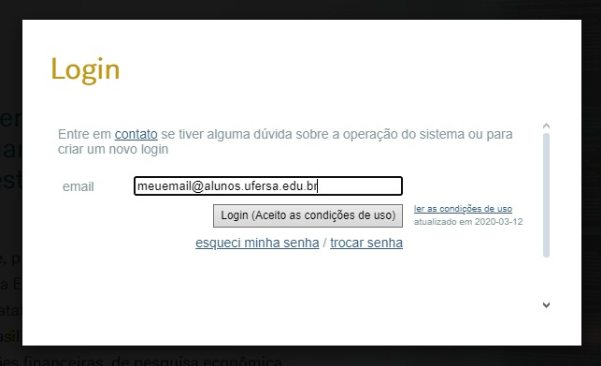 Login
Entre em contato se tiver alguma dúvida sobre a operação do sistema ou para
criar um novo login
email meuemail@alunos.ufersa.edu.br
Login (Aceito as condições de uso) ler as condições de uso
atualizado em 2020-03-12
esqueci minha senha / trocar senha
es financeiras, de pesquisa econômica